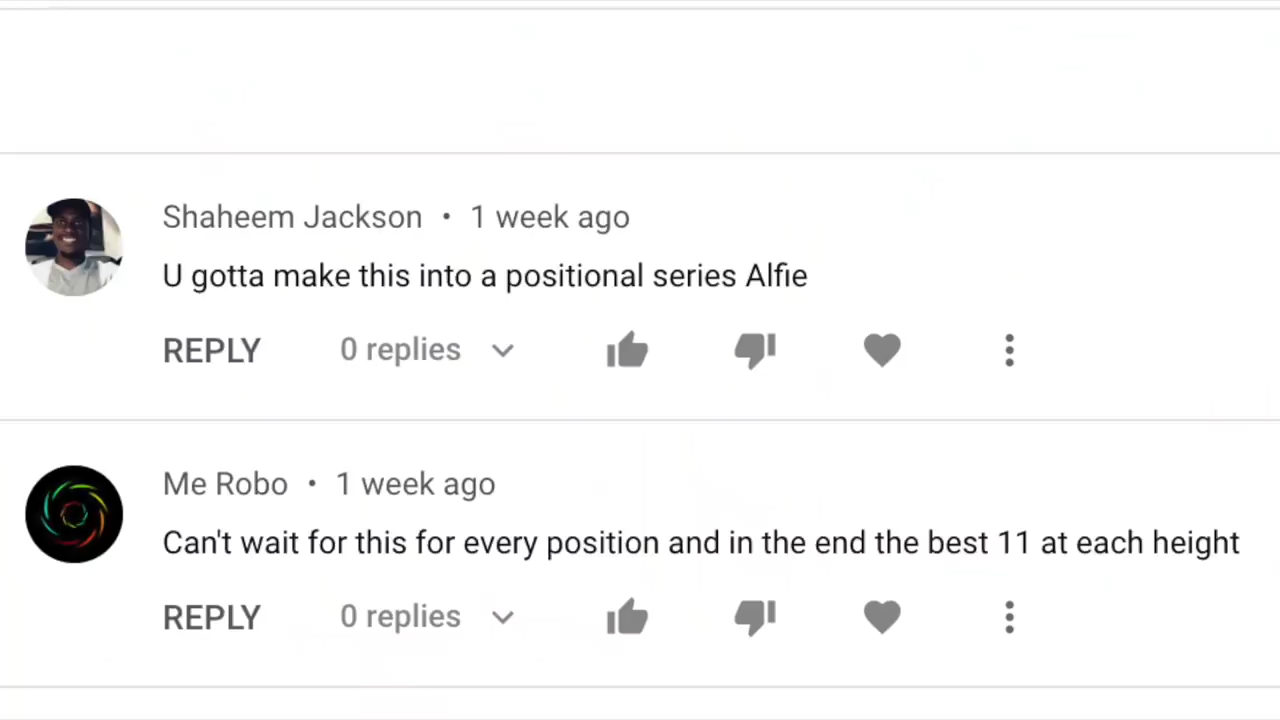 Shaheem Jackson • 1 week ago
U gotta make this into a positional series Alfie
REPLY 0 replies
Me Robo • 1 week ago
Can't wait for this for every position and in the end the best 11 at each height
REPLY 0 replies